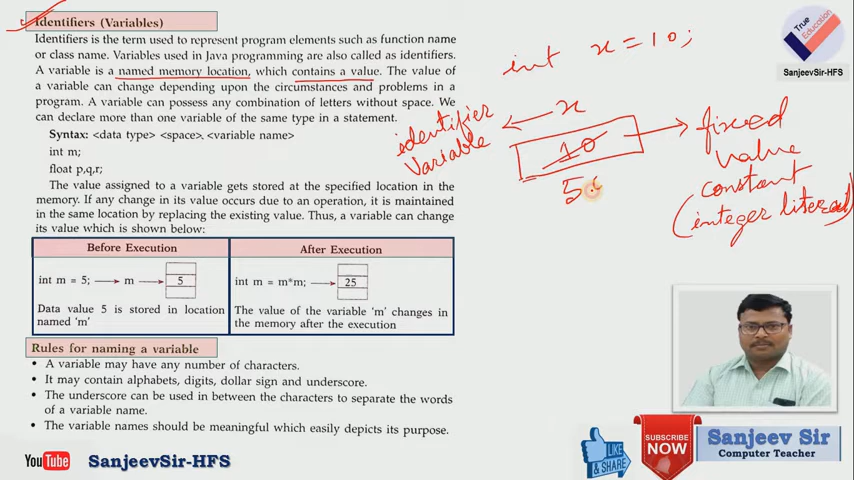 Identifiers (Variables)
Identifiers is the term used to represent program elements such as function name
or class name. Variables used in Java programming are also called as identifiers.
A variable is a named memory location, which contains a value. The value of
a variable can change depending upon the circumstances and problems in a
program. A variable can possess any combination of letters without space. We
can declare more than one variable of the same type in a statement.
Syntax: <data type> <space>, <variable name>
int m;
float p,q,r;
The value assigned to a variable gets stored at the specified location in the
memory. If any change in its value occurs due to an operation, it is maintained
in the same location by replacing the existing value. Thus, a variable can change
its value which is shown below:
Before Execution
After Execution
int m = 5; m 5
int m = m*m; 25
Data value 5 is stored in location
named 'm'
The value of the variable 'm' changes in
the memory after the execution
Rules for naming a variable
• A variable may have any number of characters.
• It may contain alphabets, digits, dollar sign and underscore.
• The underscore can be used in between the characters to separate the words
of a variable name.
• The variable names should be meaningful which easily depicts its purpose.
int x = 10;
x
identifier
variable
10
fixed
value
constant
(integer literal)
True
Education
SanjeevSir-HFS
LIKE
& SHARE
SUBSCRIBE
NOW
Sanjeev Sir
Computer Teacher
YouTube SanjeevSir-HFS